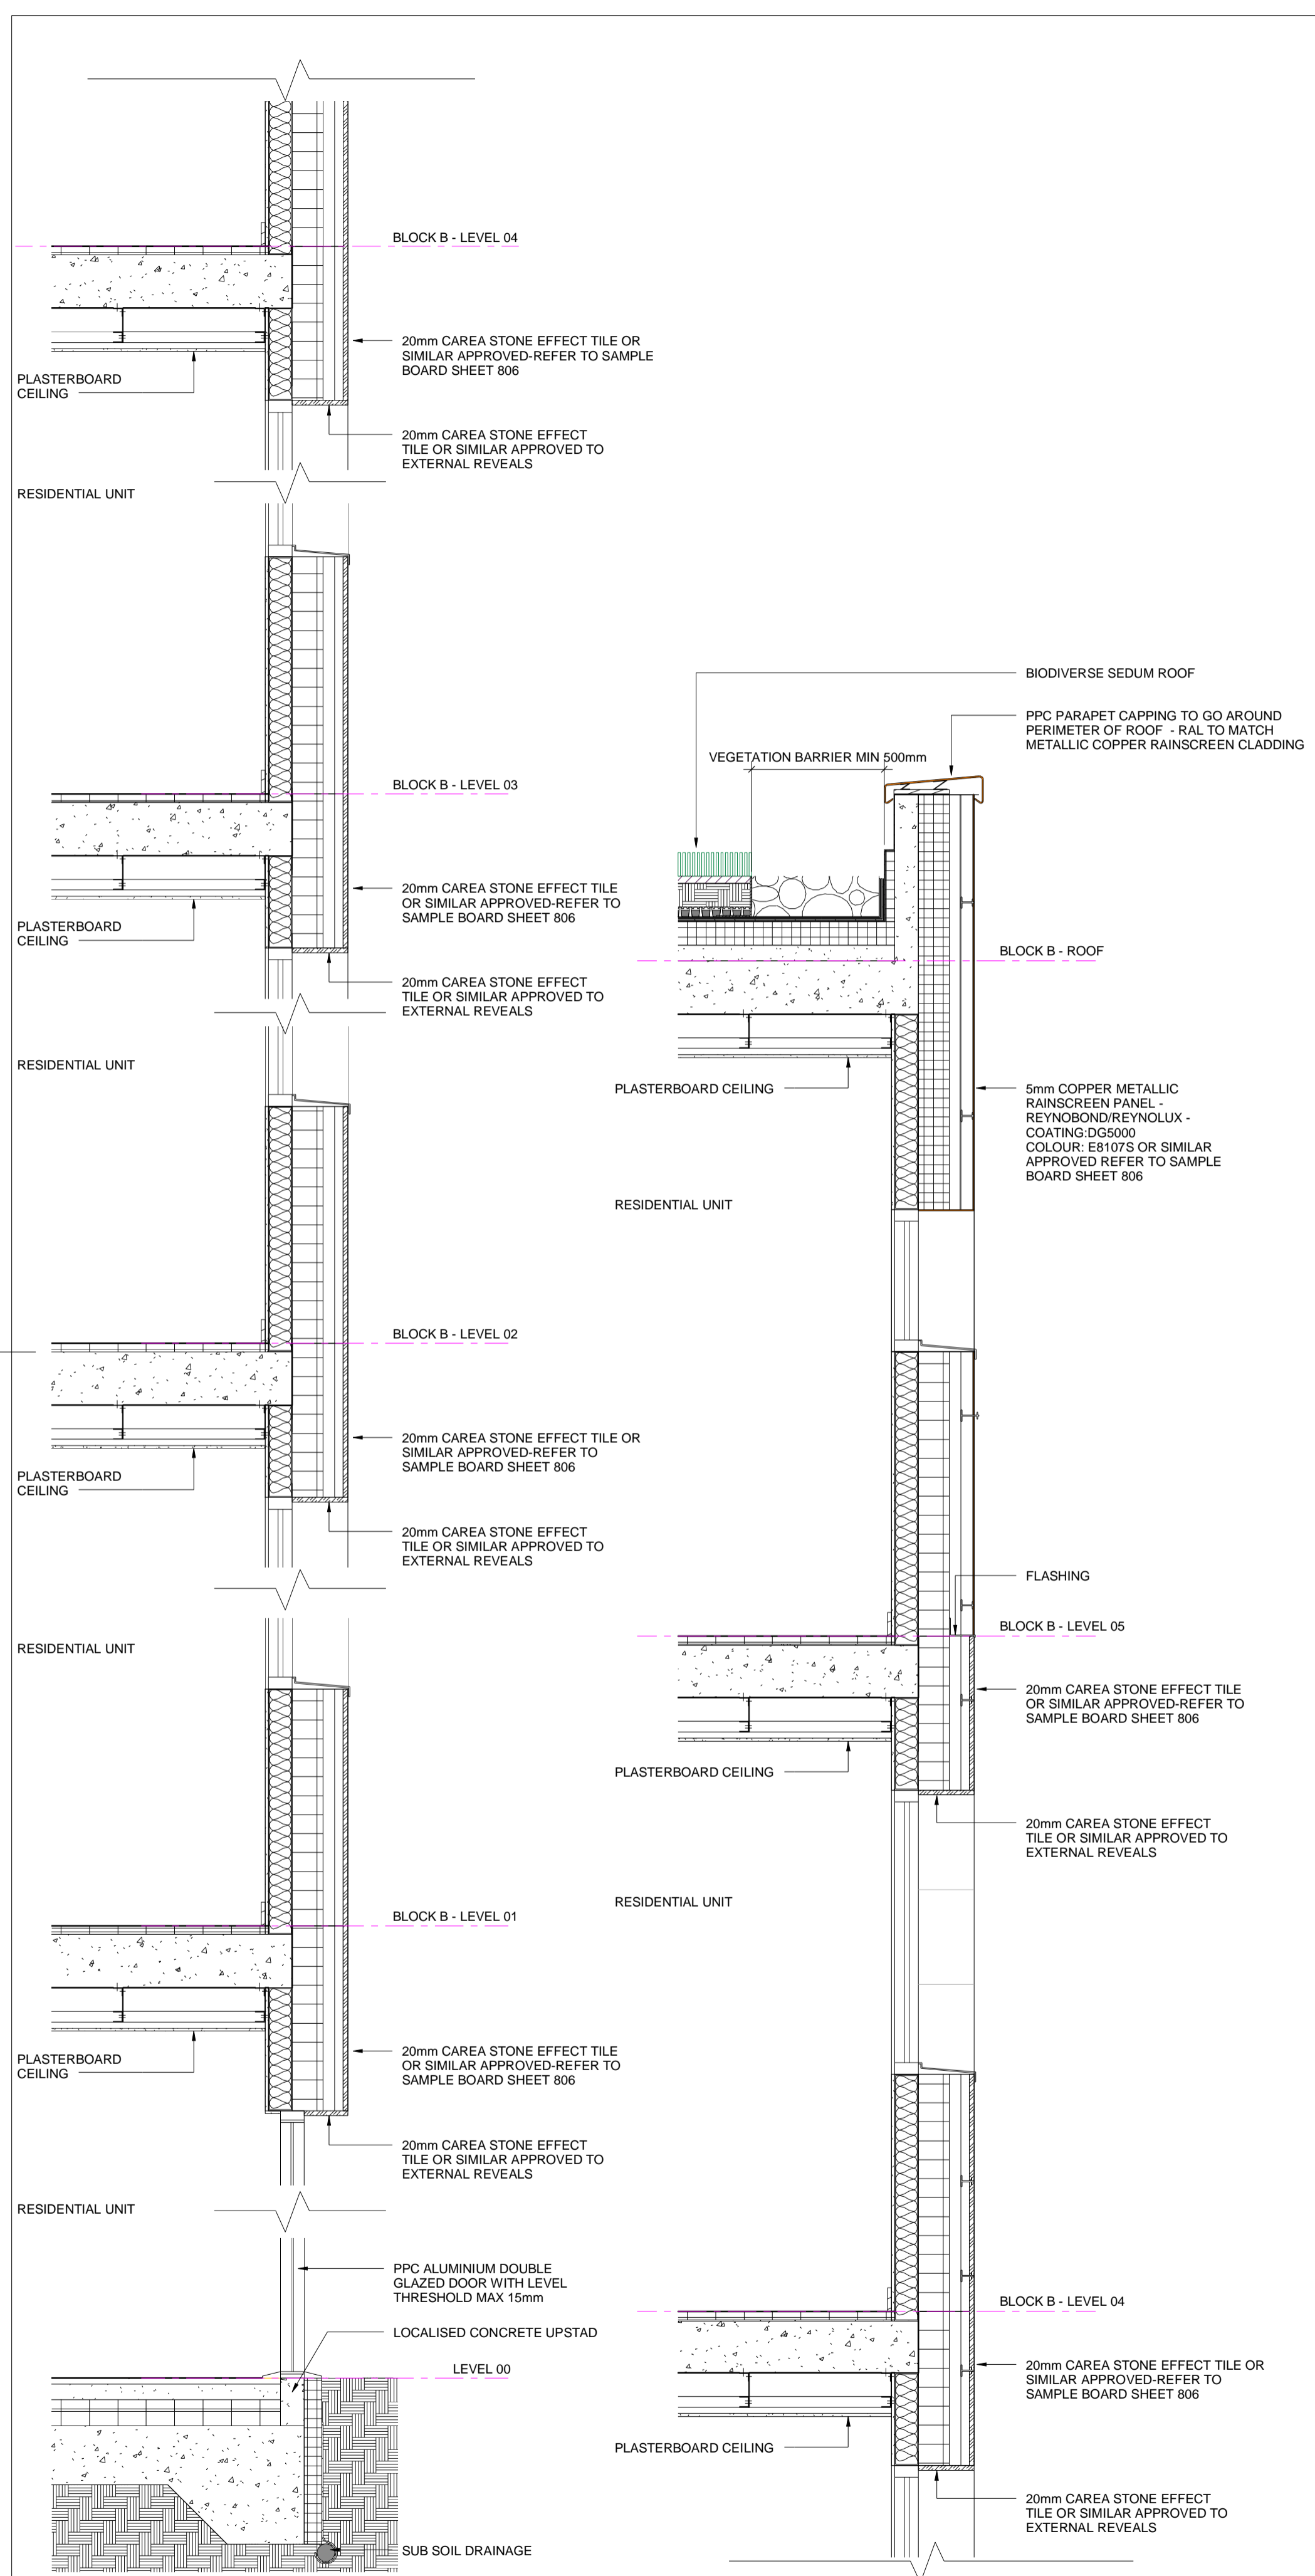 BLOCK B - LEVEL 04
20mm CAREA STONE EFFECT TILE OR
SIMILAR APPROVED-REFER TO SAMPLE
BOARD SHEET 806
PLASTERBOARD
CEILING
20mm CAREA STONE EFFECT
TILE OR SIMILAR APPROVED TO
EXTERNAL REVEALS
RESIDENTIAL UNIT
BLOCK B - LEVEL 03
20mm CAREA STONE EFFECT TILE
OR SIMILAR APPROVED-REFER TO
SAMPLE BOARD SHEET 806
PLASTERBOARD
CEILING
20mm CAREA STONE EFFECT
TILE OR SIMILAR APPROVED TO
EXTERNAL REVEALS
RESIDENTIAL UNIT
BLOCK B - LEVEL 02
20mm CAREA STONE EFFECT TILE OR
SIMILAR APPROVED-REFER TO
SAMPLE BOARD SHEET 806
PLASTERBOARD
CEILING
20mm CAREA STONE EFFECT
TILE OR SIMILAR APPROVED TO
EXTERNAL REVEALS
RESIDENTIAL UNIT
BLOCK B - LEVEL 01
20mm CAREA STONE EFFECT TILE
OR SIMILAR APPROVED-REFER TO
SAMPLE BOARD SHEET 806
PLASTERBOARD
CEILING
20mm CAREA STONE EFFECT
TILE OR SIMILAR APPROVED TO
EXTERNAL REVEALS
RESIDENTIAL UNIT
PPC ALUMINIUM DOUBLE
GLAZED DOOR WITH LEVEL
THRESHOLD MAX 15mm
LOCALISED CONCRETE UPSTAD
LEVEL 00
SUB SOIL DRAINAGE
BIODIVERSE SEDUM ROOF
PPC PARAPET CAPPING TO GO AROUND
PERIMETER OF ROOF - RAL TO MATCH
METALLIC COPPER RAINSCREEN CLADDING
VEGETATION BARRIER MIN 500mm
BLOCK B - ROOF
PLASTERBOARD CEILING
5mm COPPER METALLIC
RAINSCREEN PANEL -
REYNOBOND/REYNOLUX -
COATING:DG5000
COLOUR: E8107S OR SIMILAR
APPROVED REFER TO SAMPLE
BOARD SHEET 806
RESIDENTIAL UNIT
FLASHING
BLOCK B - LEVEL 05
20mm CAREA STONE EFFECT TILE
OR SIMILAR APPROVED-REFER TO
SAMPLE BOARD SHEET 806
PLASTERBOARD CEILING
20mm CAREA STONE EFFECT
TILE OR SIMILAR APPROVED TO
EXTERNAL REVEALS
RESIDENTIAL UNIT
BLOCK B - LEVEL 04
20mm CAREA STONE EFFECT TILE OR
SIMILAR APPROVED-REFER TO
SAMPLE BOARD SHEET 806
PLASTERBOARD CEILING
20mm CAREA STONE EFFECT
TILE OR SIMILAR APPROVED TO
EXTERNAL REVEALS